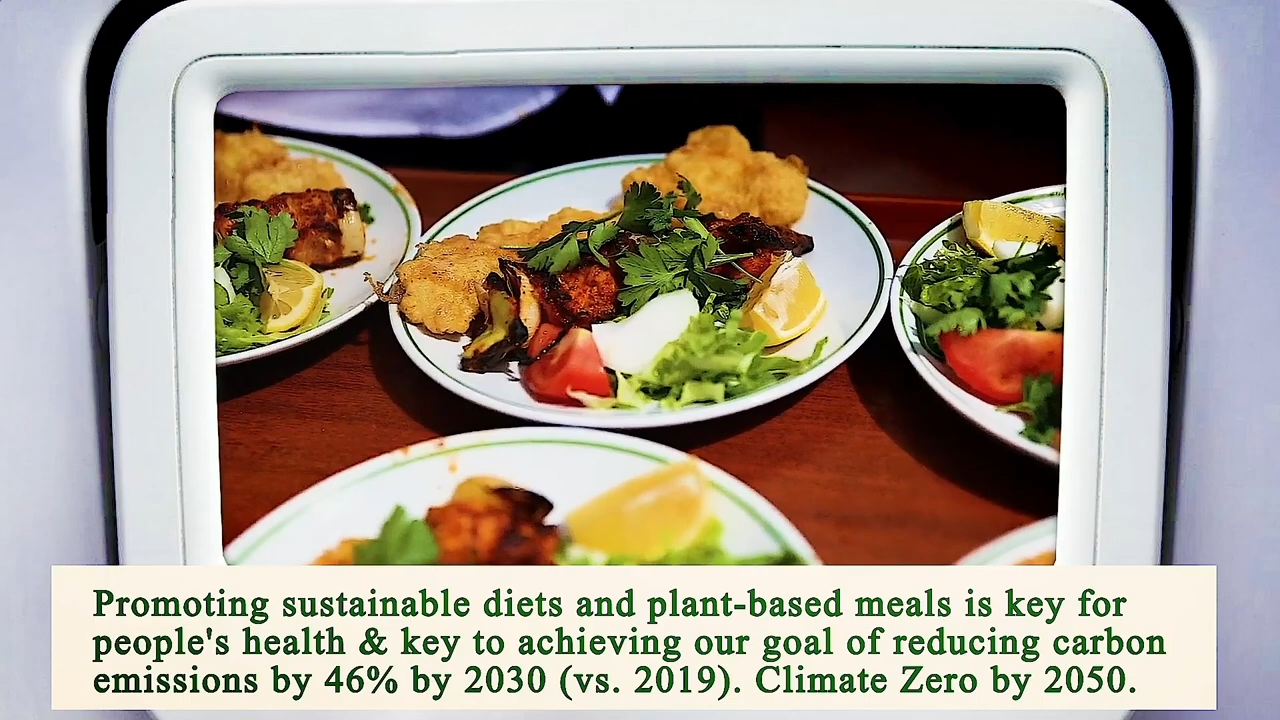 Promoting sustainable diets and plant-based meals is key for
people's health & key to achieving our goal of reducing carbon
emissions by 46% by 2030 (vs. 2019). Climate Zero by 2050.